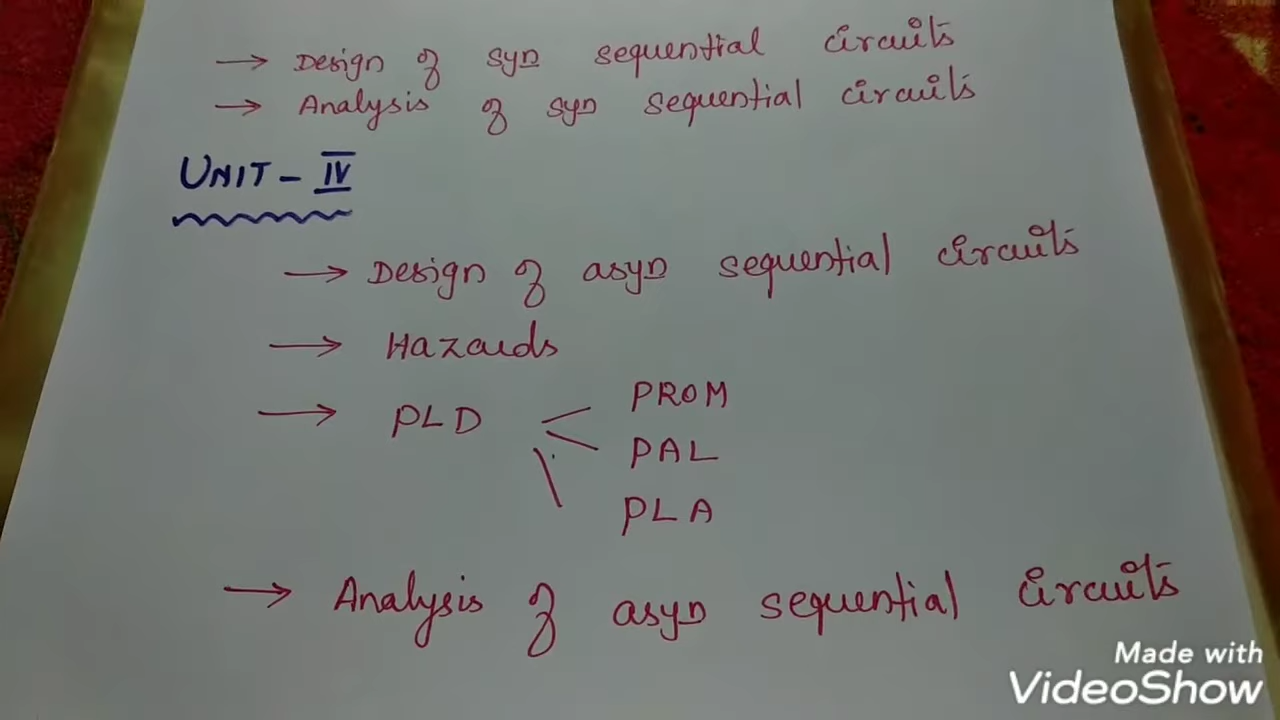 → Design of syn sequential circuits
→ Analysis of syn sequential circuits
UNIT - IV
→ Design of asyn sequential circuits
→ Hazards
→ PLD PROM
PAL
PLA
→ Analysis of asyn sequential circuits
Made with
VideoShow